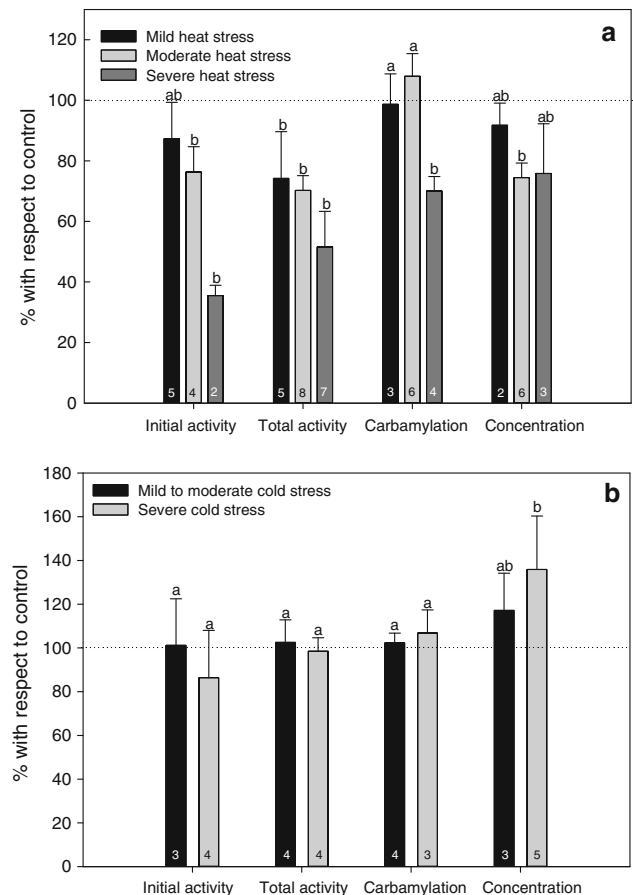 120
100
80
60
40
20
0
% with respect to control
Mild heat stress
Moderate heat stress
Severe heat stress
a
ab
b
b
b
b
b
a
a
b
ab
b
ab
5
4
2
5
8
7
3
6
4
2
6
3
Initial activity
Total activity
Carbamylation
Concentration
180
160
140
120
100
80
60
40
20
0
% with respect to control
Mild to moderate cold stress
Severe cold stress
b
a
a
a
a
a
a
ab
b
3
4
4
4
4
3
3
5
Initial activity
Total activity
Carbamylation
Concentration